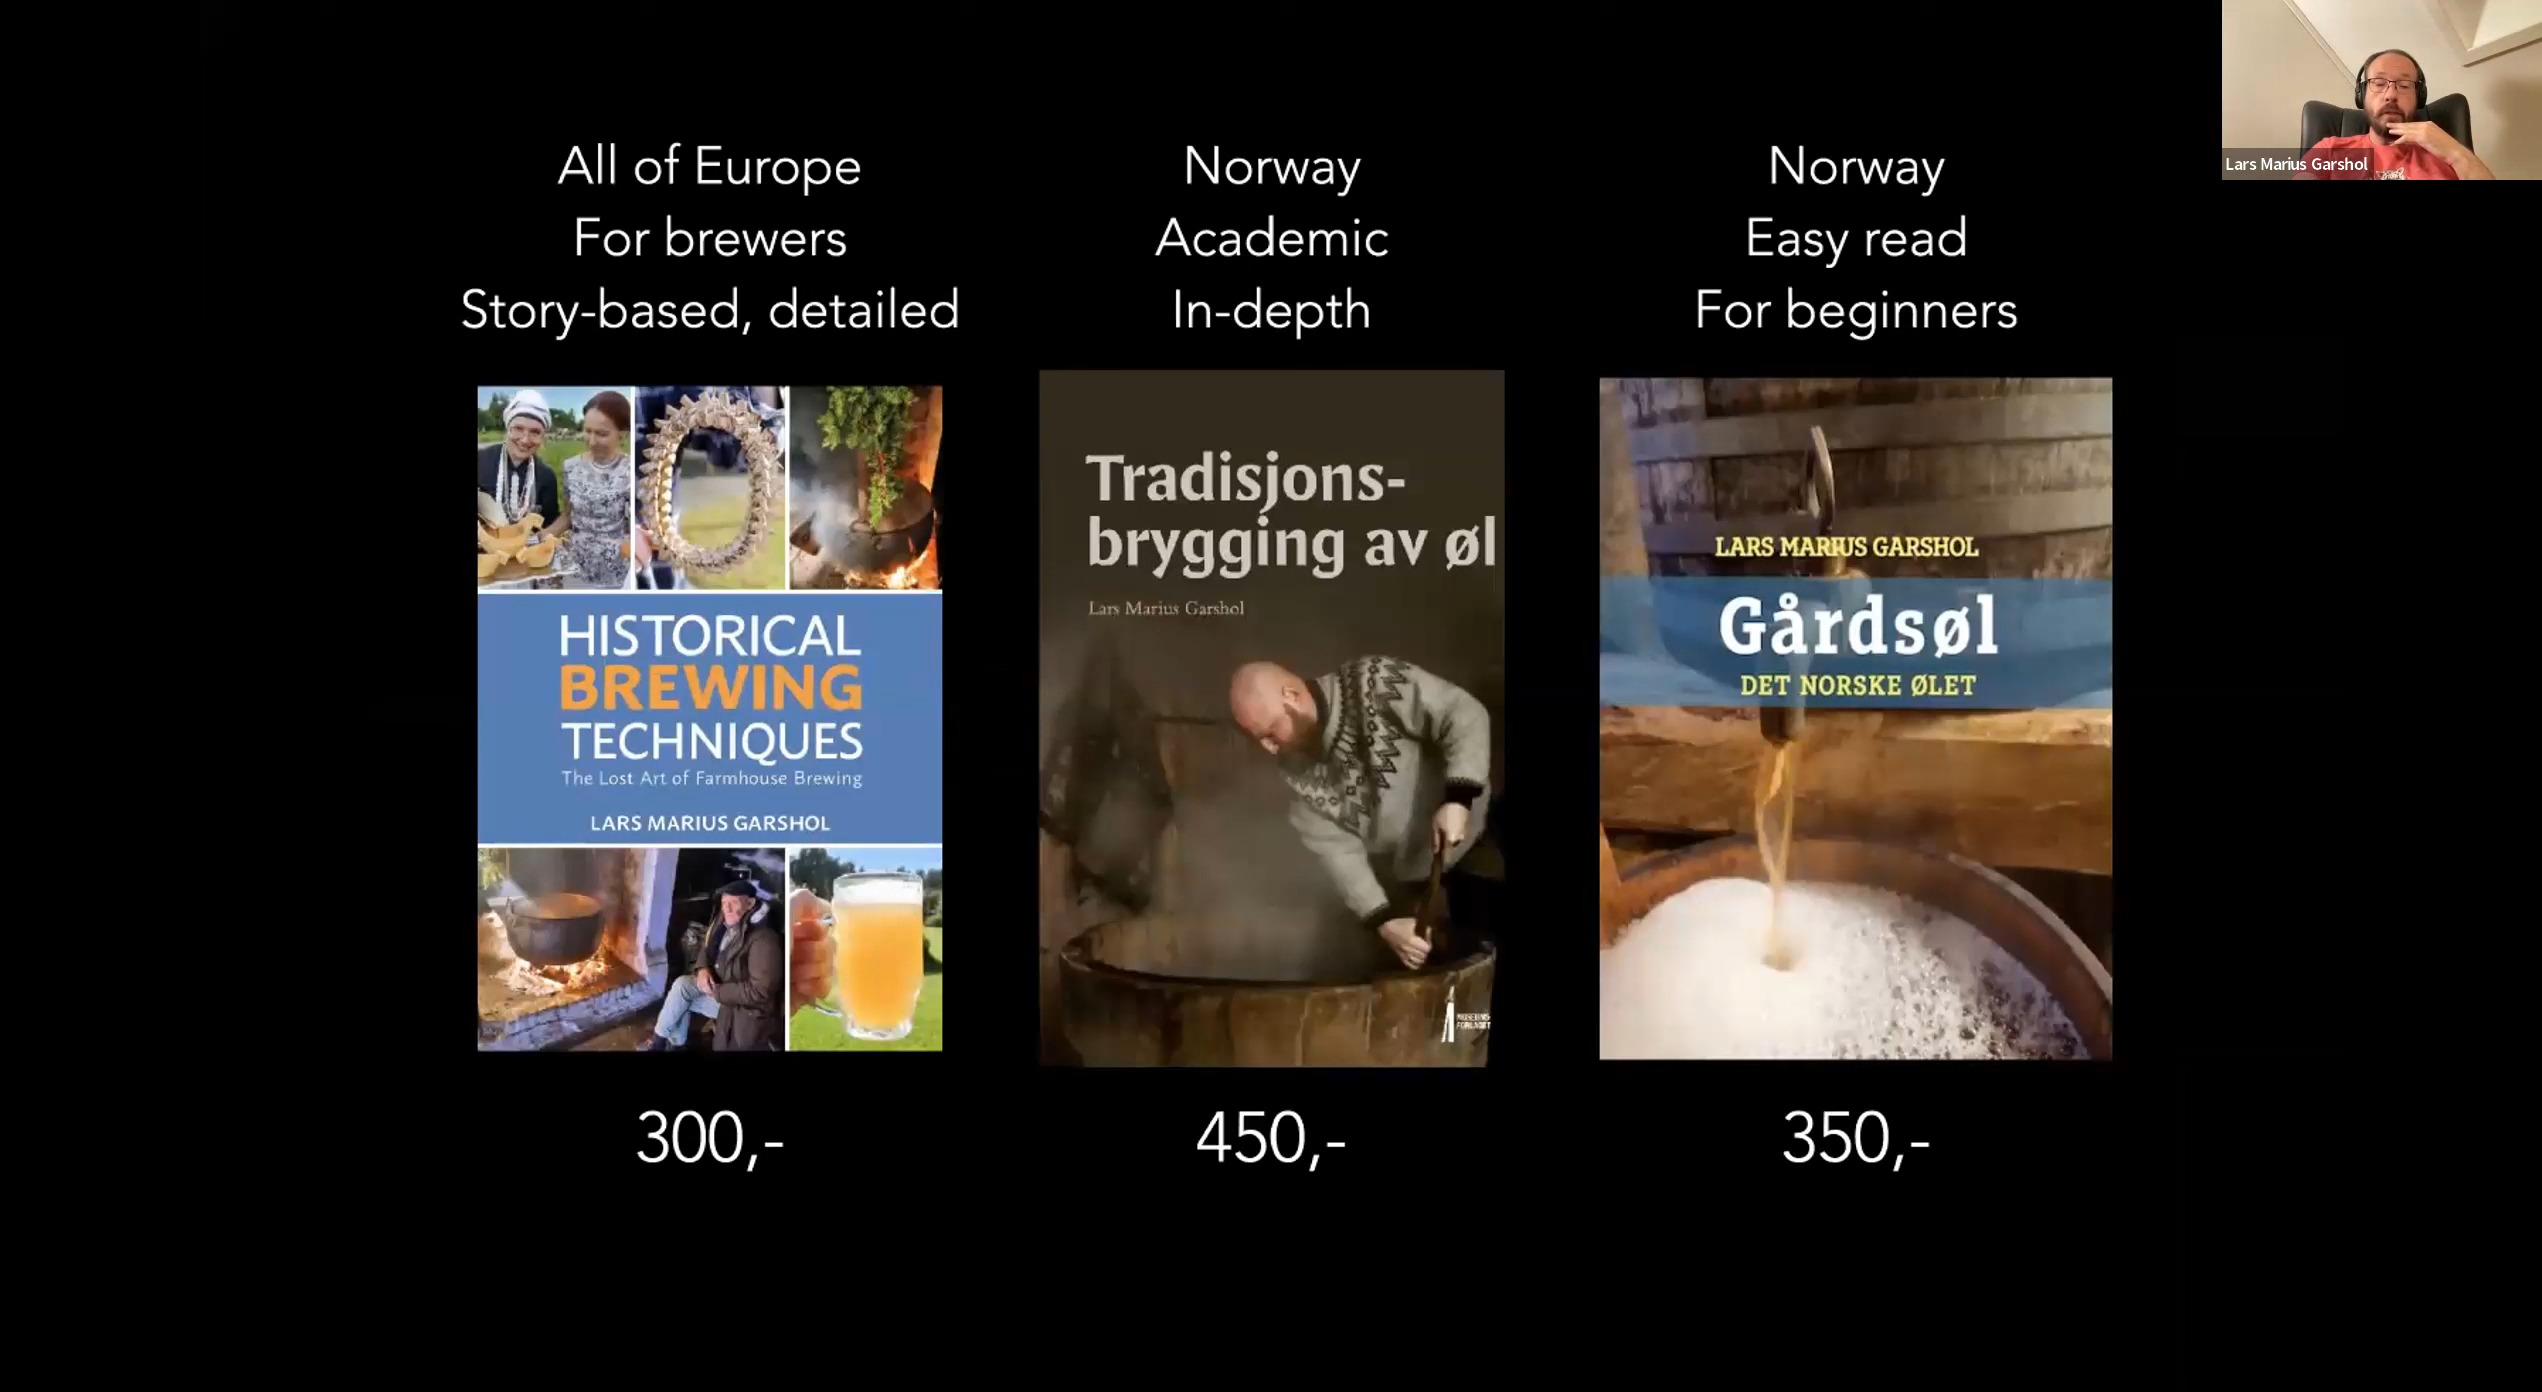 Lars Marius Garshol
All of Europe
For brewers
Story-based, detailed
HISTORICAL
BREWING
TECHNIQUES
The Lost Art of Farmhouse Brewing
LARS MARIUS GARSHOL
300,-
Norway
Academic
In-depth
Tradisjons-
brygging av øl
Lars Marius Garshol
MUSEUMS
FORLAGET
450,-
Norway
Easy read
For beginners
LARS MARIUS GARSHOL
Gårdsøl
DET NORSKE ØLET
350,-